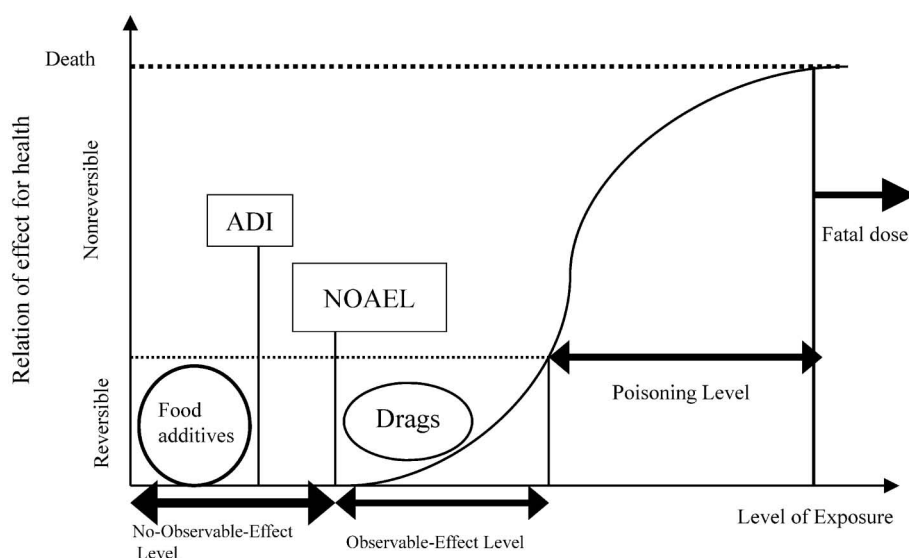 Death
Relation of effect for health
Nonreversible
Reversible
ADI
NOAEL
Fatal dose
Food
additives
Drags
Poisoning Level
No-Observable-Effect
Level
Observable-Effect Level
Level of Exposure